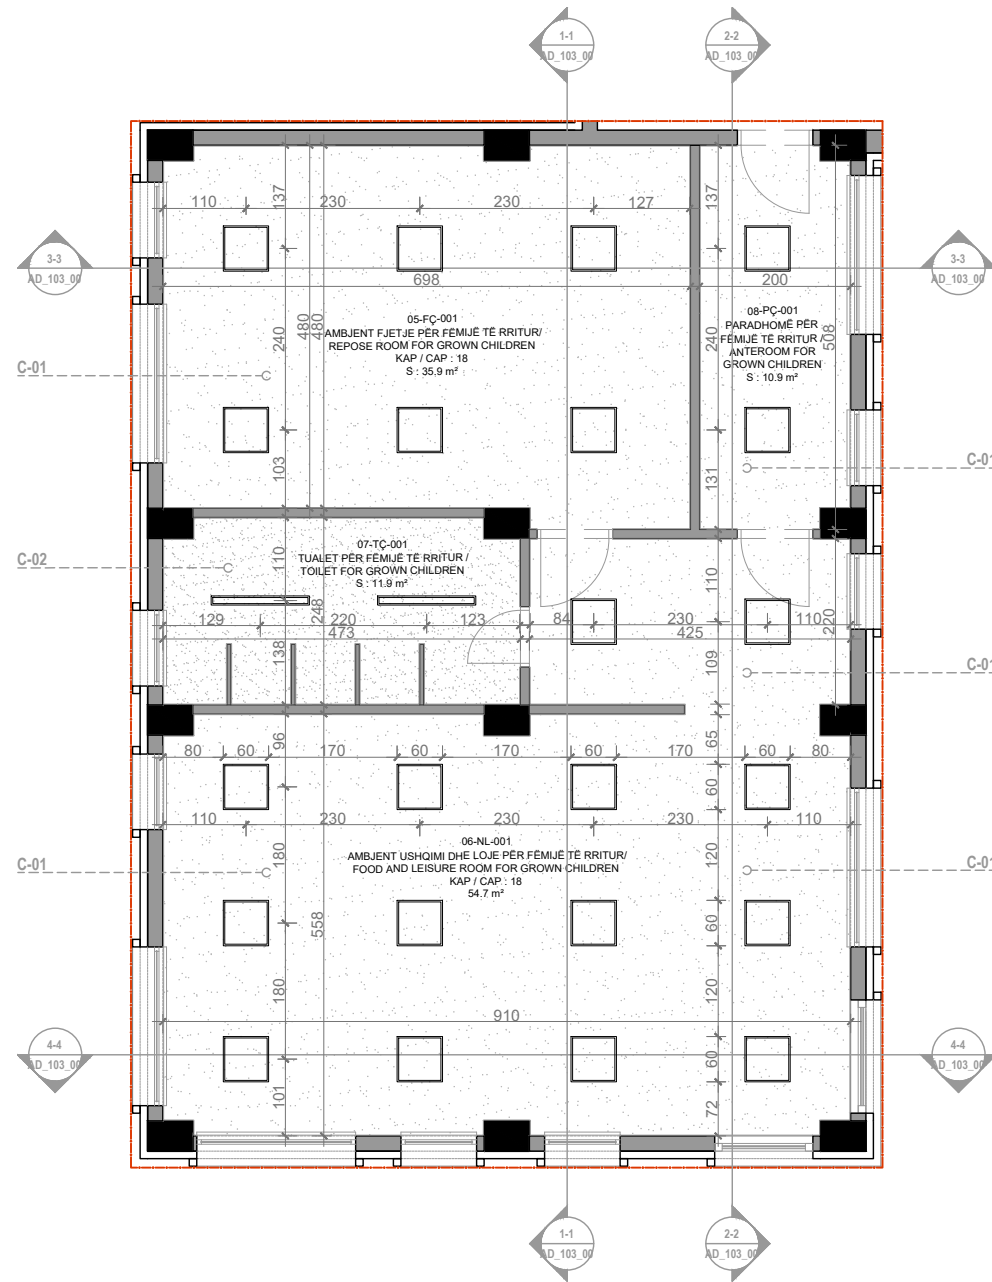 1-1
AD_103_00
2-2
AD_103_00
110
230
230
127
137
137
3-3
AD_103_00
3-3
AD_103_00
698
200
05-FÇ-001
AMBJENT FJETJE PËR FËMIJË TË RRITUR/
REPOSE ROOM FOR GROWN CHILDREN
KAP / CAP : 18
S : 35.9 m²
08-PÇ-001
PARADHOMË PËR
FËMIJË TË RRITUR /
ANTEROOM FOR
GROWN CHILDREN
S : 10.9 m²
240
480
480
240
508
C-01
103
131
C-01
07-TÇ-001
TUALET PËR FËMIJË TË RRITUR /
TOILET FOR GROWN CHILDREN
S : 11.9 m²
C-02
110
248
138
129
220
123
473
84
230
110
425
110
109
220
C-01
96
65
80
60
170
60
170
60
170
60
80
60
110
230
230
230
110
06-NL-001
AMBJENT USHQIMI DHE LOJE PËR FËMIJË TË RRITUR/
FOOD AND LEISURE ROOM FOR GROWN CHILDREN
KAP / CAP : 18
54.7 m²
C-01
C-01
180
120
558
60
180
120
910
60
101
72
4-4
AD_103_00
4-4
AD_103_00
1-1
AD_103_00
2-2
AD_103_00